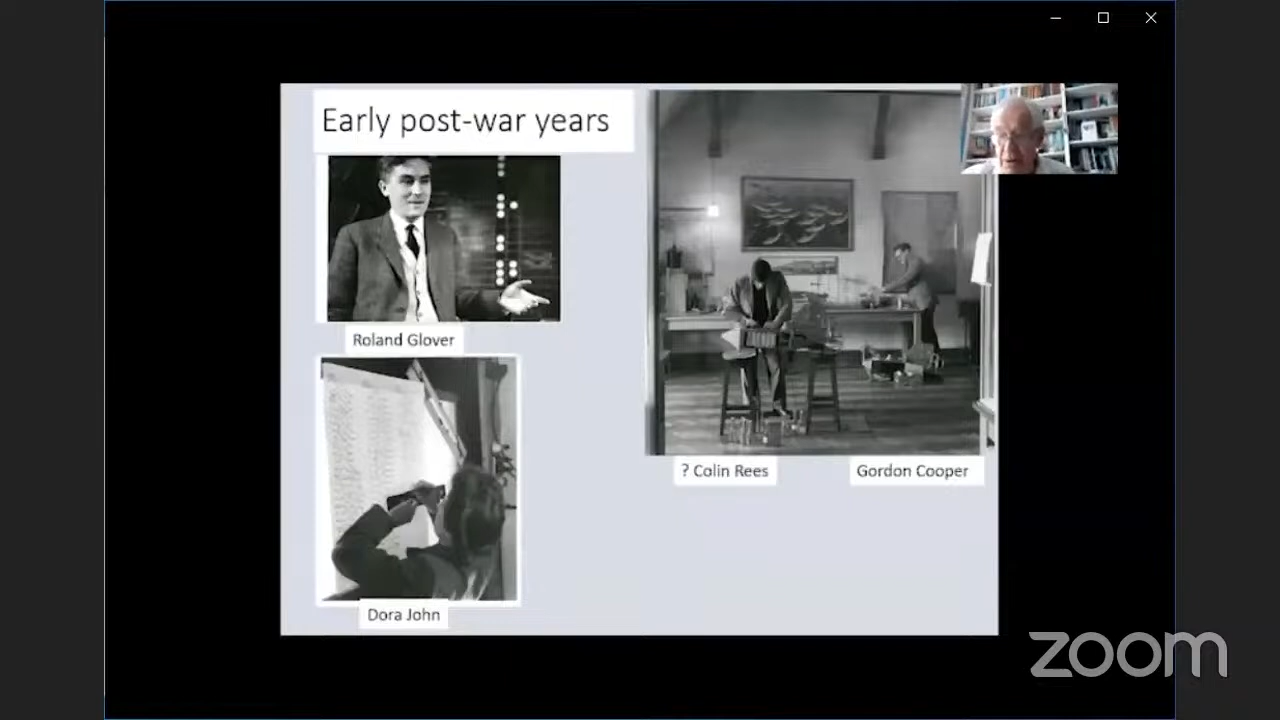 Early post-war years
Roland Glover
Dora John
? Colin Rees
Gordon Cooper
zoom